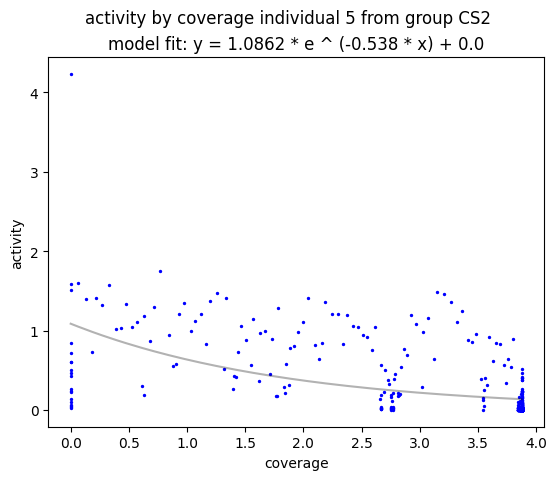 activity by coverage individual 5 from group CS2
model fit: y = 1.0862 * e ^ (-0.538 * x) + 0.0
activity
4
3
2
1
0
0.0 0.5 1.0 1.5 2.0 2.5 3.0 3.5 4.0
coverage